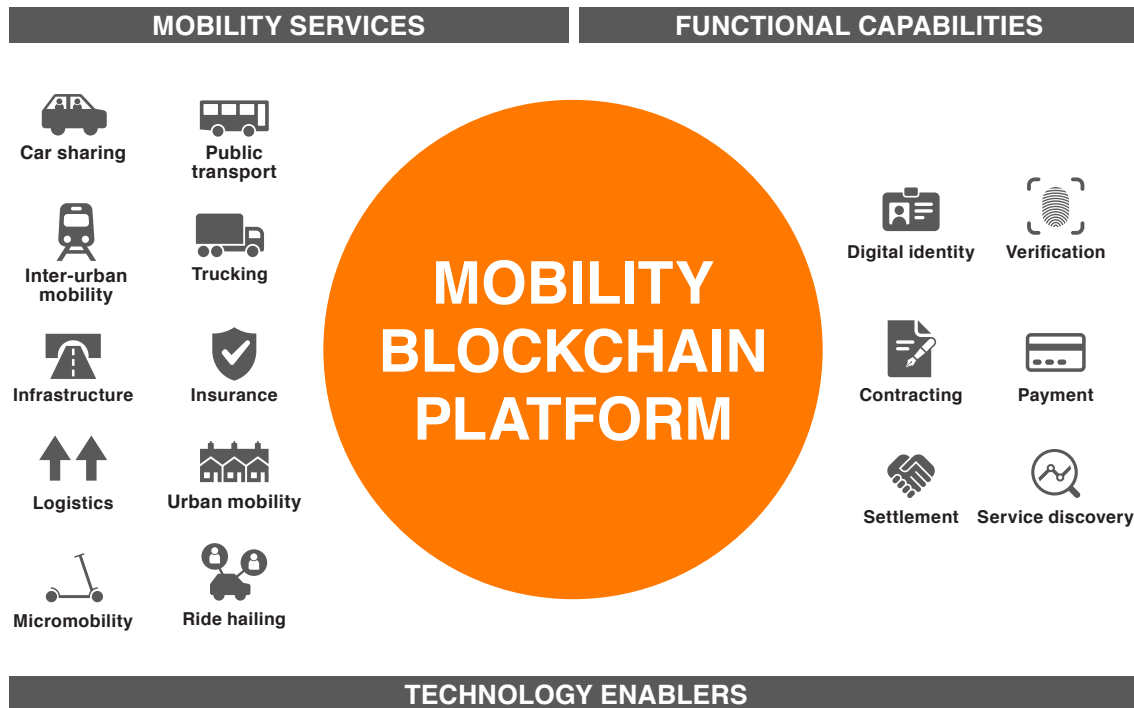 MOBILITY SERVICES
FUNCTIONAL CAPABILITIES
Car sharing
Public
transport
Inter-urban
mobility
Trucking
Infrastructure
Insurance
Logistics
Urban mobility
Micromobility
Ride hailing
MOBILITY
BLOCKCHAIN
PLATFORM
Digital identity
Verification
Contracting
Payment
Settlement
Service discovery
TECHNOLOGY ENABLERS